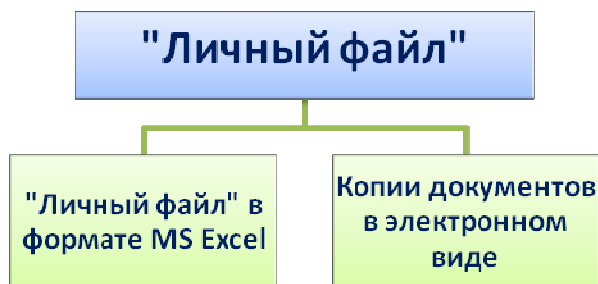 "Личный файл"
"Личный файл" в
формате MS Excel
Копии документов
в электронном
виде